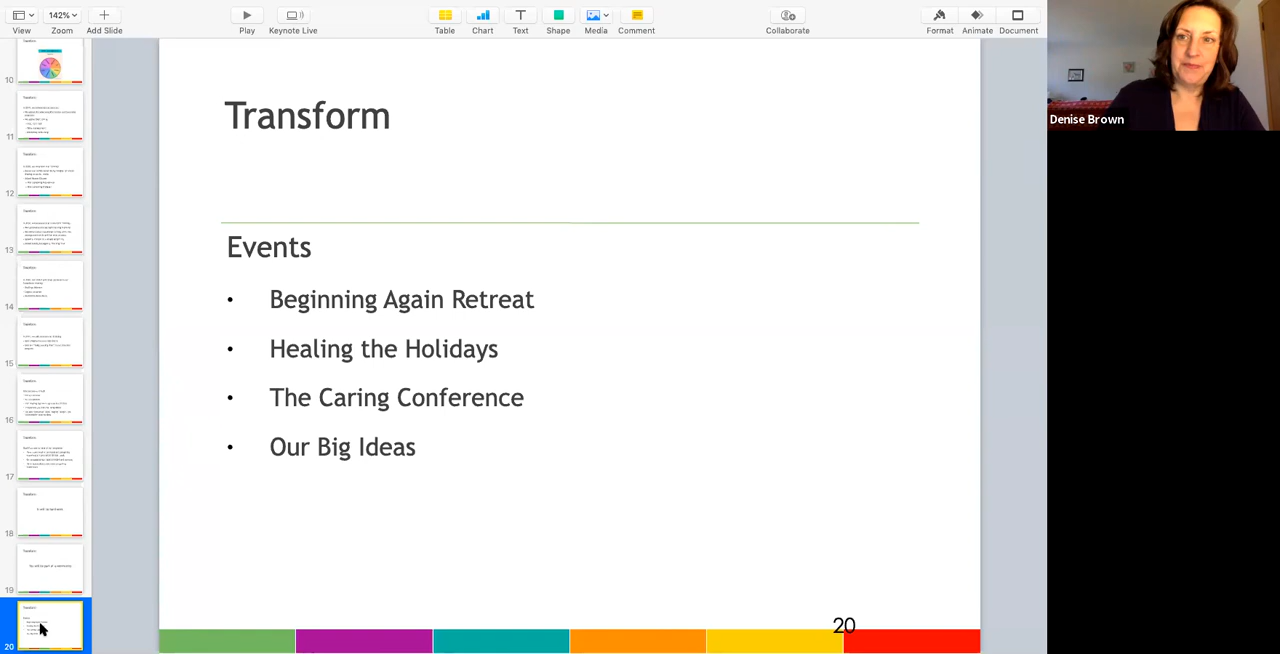 View
142%
Zoom
Add Slide
Play
Keynote Live
Table
Chart
Text
Shape
Media
Comment
Collaborate
Format
Animate
Document
Denise Brown
10
11
12
13
14
15
16
17
18
19
20
Transform
Events
• Beginning Again Retreat
• Healing the Holidays
• The Caring Conference
• Our Big Ideas
20